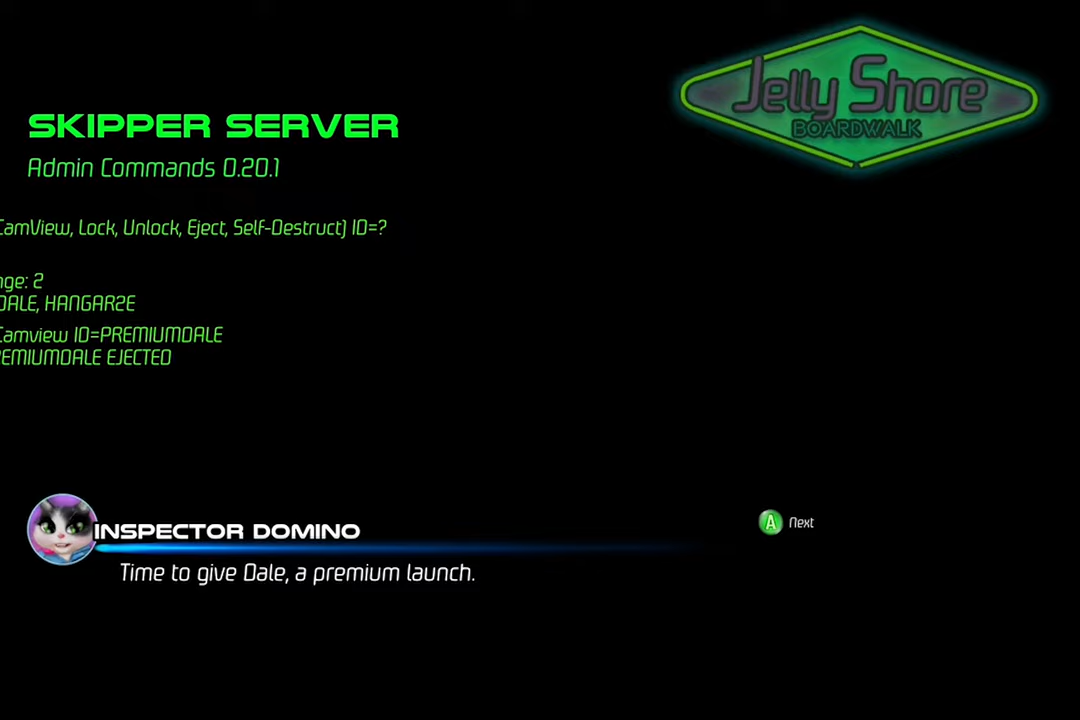 Jelly Shore
BOARDWALK
SKIPPER SERVER
Admin Commands 0.20.1
CamView, Lock, Unlock, Eject, Self-Destruct) ID=?
nge: 2
DALE, HANGAR2E
Camview ID=PREMIUMDALE
REMIUMDALE EJECTED
INSPECTOR DOMINO
A Next
Time to give Dale, a premium launch.